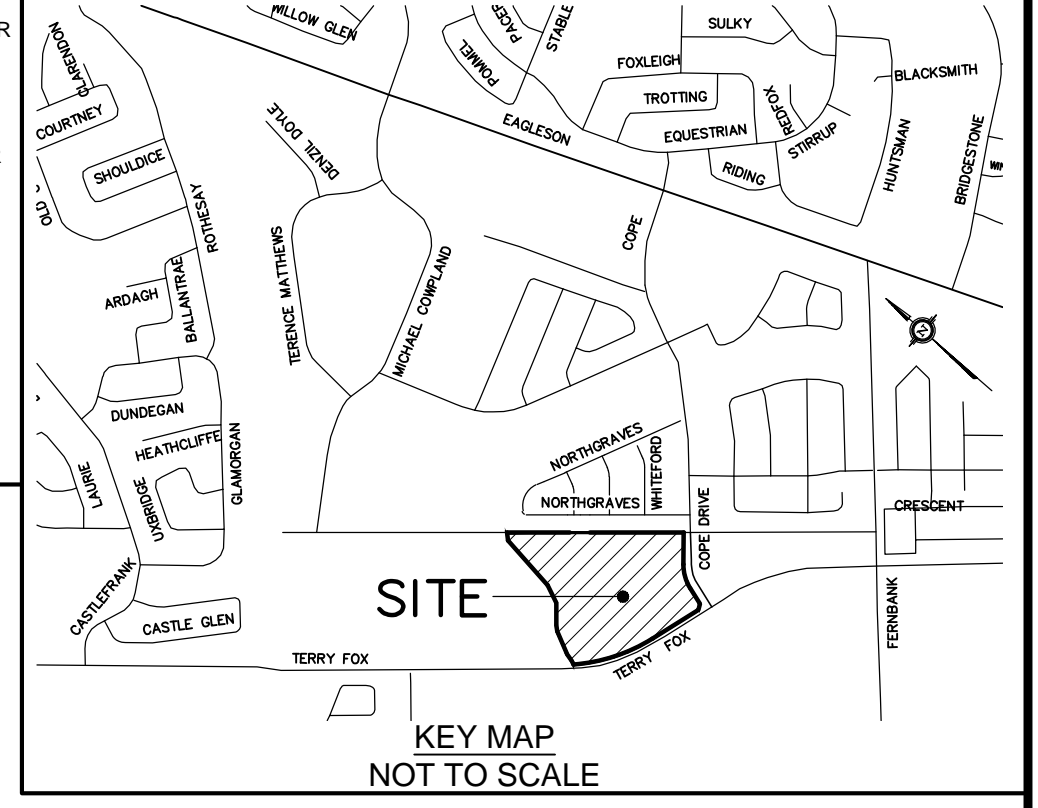 R
WILLOW GLEN
CLARENDON
COURTNEY
SHOULDICE
ROTHESAY
ARDAGH
BALLANTRAE
DUNDEGAN
HEATHCLIFFE
GLAMORGAN
LAURIE
UXBRIDGE
CASTLEFRANK
CASTLE GLEN
DENZIL DOYLE
TERENCE MATTHEWS
MICHAEL COWPLAND
PACER
POMMEL
STABLE
EAGLESON
FOXLEIGH
SULKY
TROTTING
EQUESTRIAN
REDFOX
STIRRUP
RIDING
BLACKSMITH
HUNTSMAN
BRIDGESTONE
COPE
N
NORTHGRAVES
NORTHGRAVES
WHITEFORD
COPE DRIVE
CRESCENT
FERNBANK
SITE
TERRY FOX
TERRY FOX
KEY MAP
NOT TO SCALE